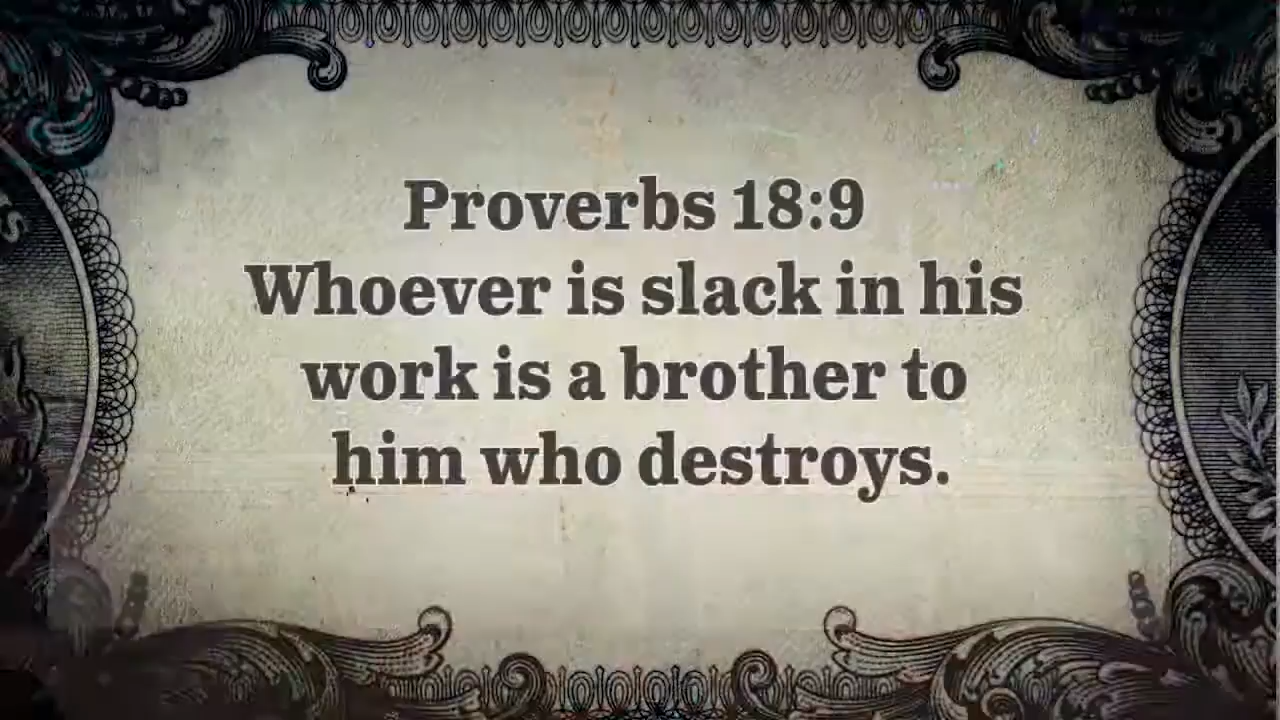 Proverbs 18:9
Whoever is slack in his
work is a brother to
him who destroys.